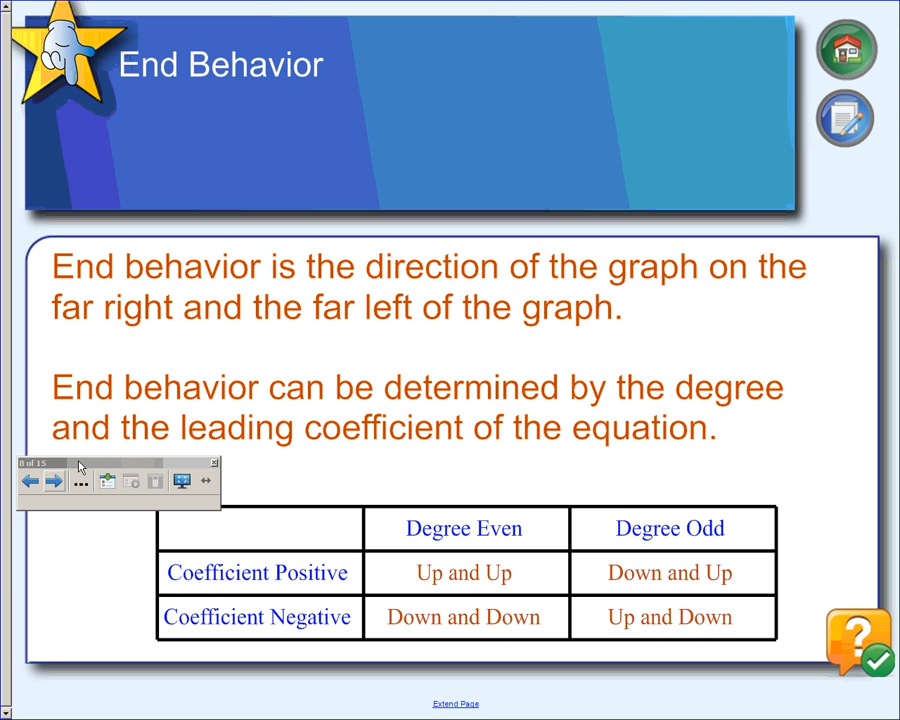 End Behavior
End behavior is the direction of the graph on the
far right and the far left of the graph.
End behavior can be determined by the degree
and the leading coefficient of the equation.
8 of 15
Degree Even Degree Odd
Coefficient Positive Up and Up Down and Up
Coefficient Negative Down and Down Up and Down
Extend Page